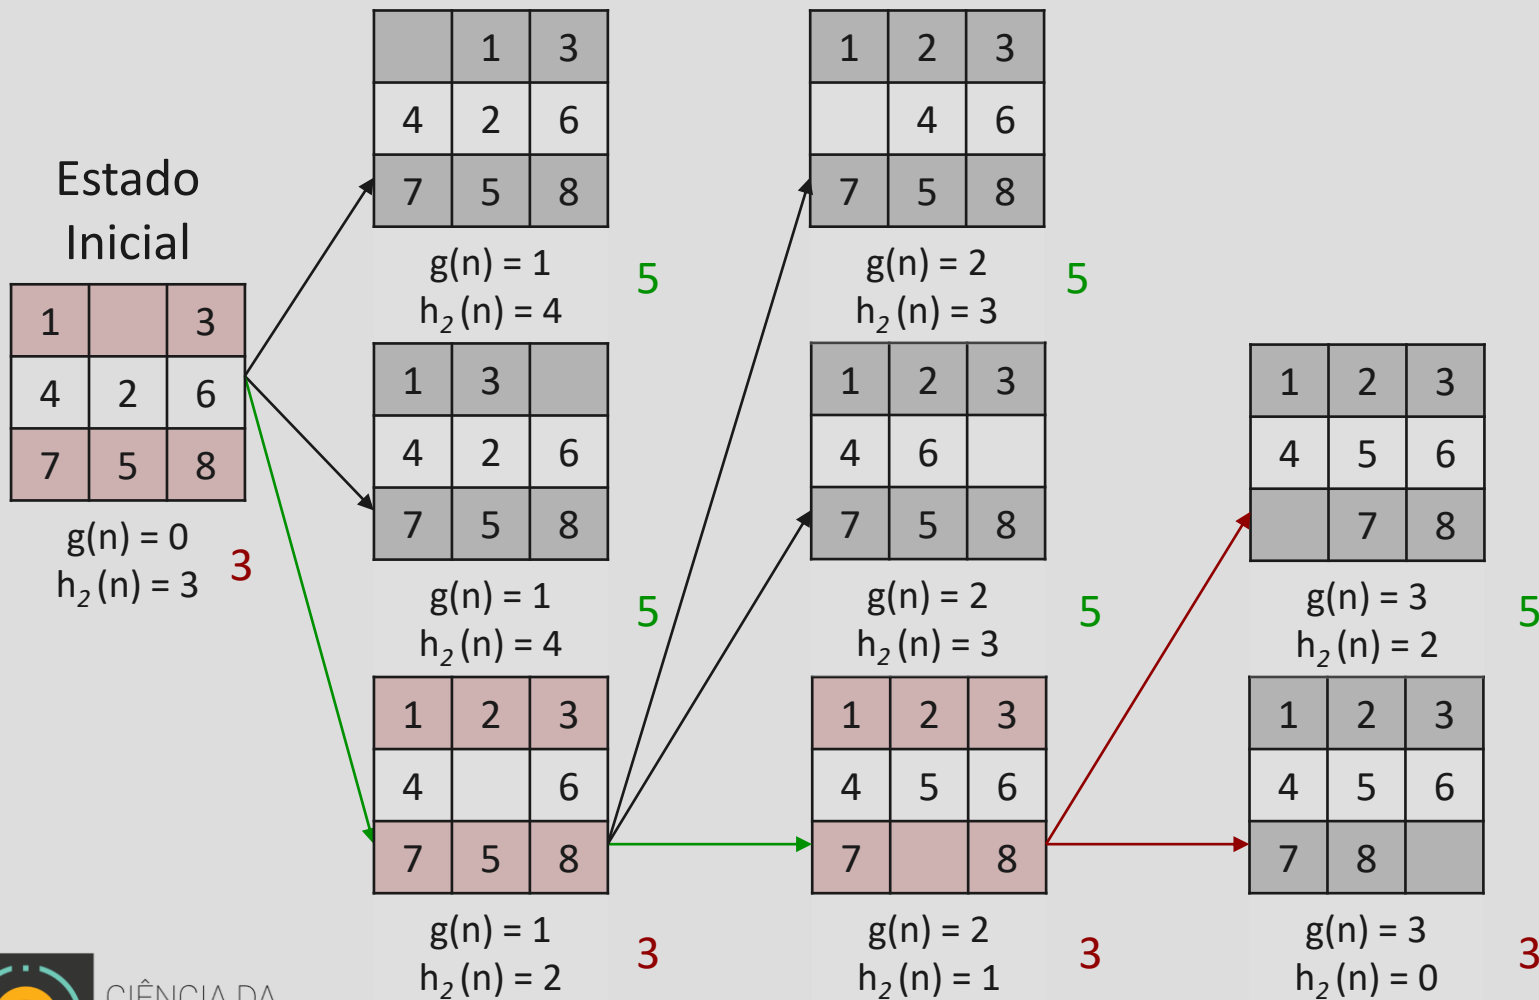 Estado
Inicial
1 3
4 2 6
7 5 8
g(n) = 0
h2 (n) = 3
3
1 3
4 2 6
7 5 8
g(n) = 1
h2 (n) = 4
5
1 3
4 2 6
7 5 8
g(n) = 1
h2 (n) = 4
5
1 2 3
4 6
7 5 8
g(n) = 1
h2 (n) = 2
3
1 2 3
4 6
7 5 8
g(n) = 2
h2 (n) = 3
5
1 2 3
4 6
7 5 8
g(n) = 2
h2 (n) = 3
5
1 2 3
4 5 6
7 8
g(n) = 2
h2 (n) = 1
3
1 2 3
4 5 6
7 8
g(n) = 3
h2 (n) = 2
5
1 2 3
4 5 6
7 8
g(n) = 3
h2 (n) = 0
3
CIÊNCIA DA